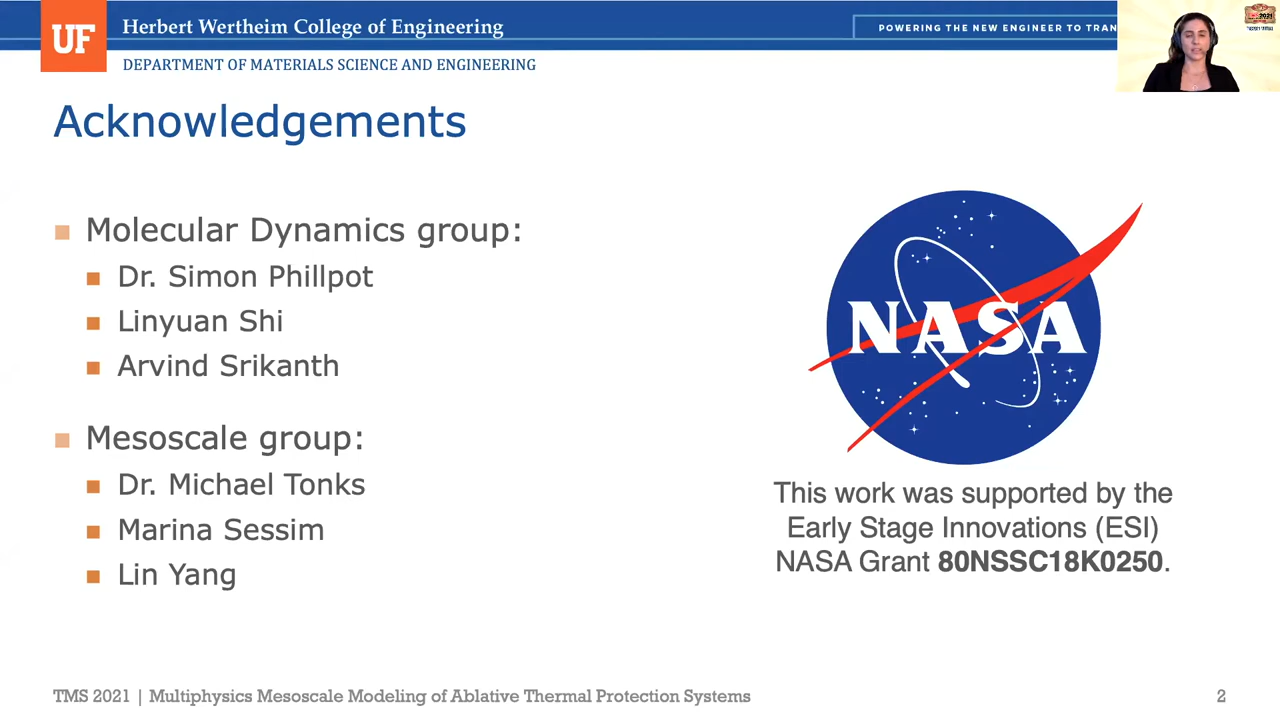 UF
Herbert Wertheim College of Engineering
POWERING THE NEW ENGINEER TO TRAN
DEPARTMENT OF MATERIALS SCIENCE AND ENGINEERING
Acknowledgements
Molecular Dynamics group:
Dr. Simon Phillpot
Linyuan Shi
Arvind Srikanth
Mesoscale group:
Dr. Michael Tonks
Marina Sessim
Lin Yang
NASA
This work was supported by the
Early Stage Innovations (ESI)
NASA Grant 80NSSC18K0250.
TMS 2021 | Multiphysics Mesoscale Modeling of Ablative Thermal Protection Systems
2